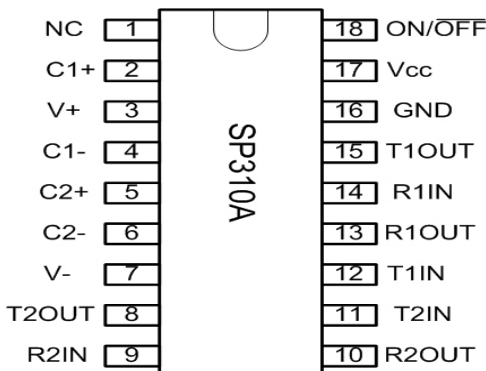 NC 1 18 ON/OFF
C1+ 2 17 Vcc
V+ 3 16 GND
C1- 4 15 T1OUT
C2+ 5 14 R1IN
C2- 6 13 R1OUT
V- 7 12 T1IN
T2OUT 8 11 T2IN
R2IN 9 10 R2OUT
SP310A